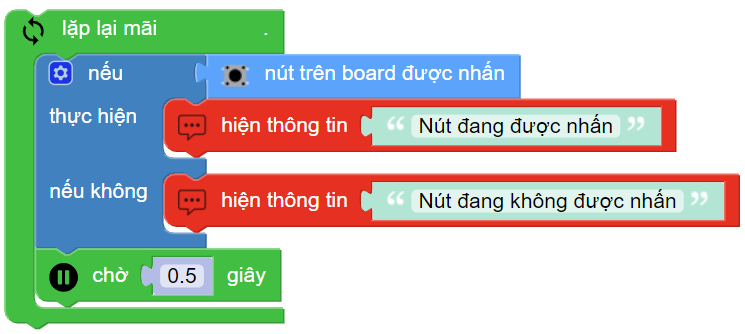 lặp lại mãi .
nếu nút trên board được nhấn
thực hiện hiện thông tin “ Nút đang được nhấn ”
nếu không hiện thông tin “ Nút đang không được nhấn ”
chờ 0.5 giây